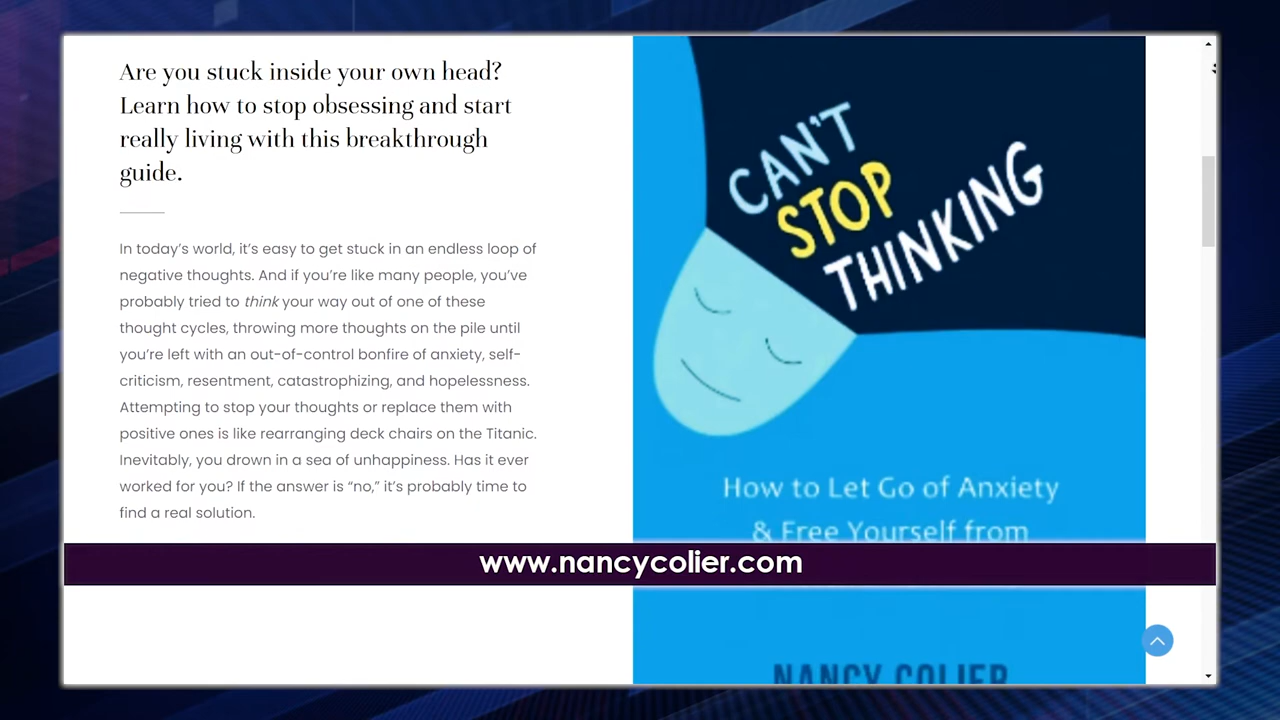 Are you stuck inside your own head?
Learn how to stop obsessing and start
really living with this breakthrough
guide.
In today’s world, it’s easy to get stuck in an endless loop of
negative thoughts. And if you’re like many people, you’ve
probably tried to think your way out of one of these
thought cycles, throwing more thoughts on the pile until
you’re left with an out-of-control bonfire of anxiety, self-
criticism, resentment, catastrophizing, and hopelessness.
Attempting to stop your thoughts or replace them with
positive ones is like rearranging deck chairs on the Titanic.
Inevitably, you drown in a sea of unhappiness. Has it ever
worked for you? If the answer is “no,” it’s probably time to
find a real solution.
CAN'T
STOP
THINKING
How to Let Go of Anxiety
& Free Yourself from
www.nancycolier.com
NANCY COLIER